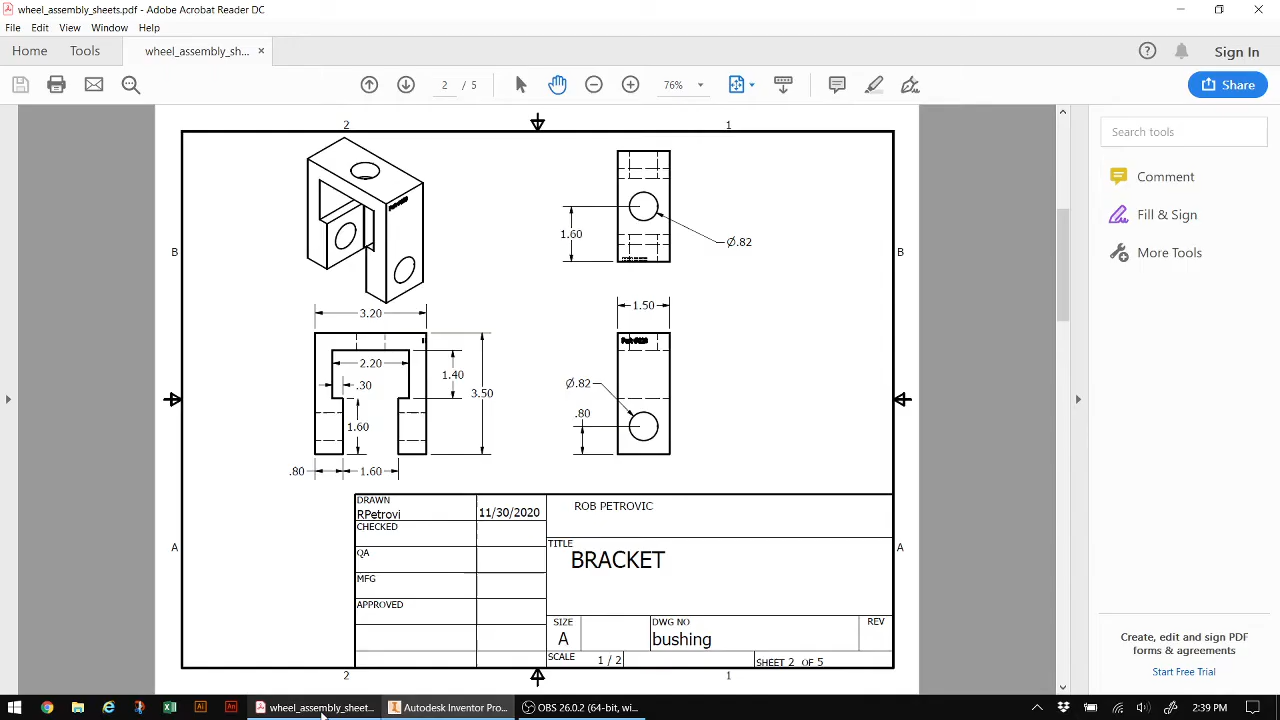 wheel_assembly_sheets.pdf - Adobe Acrobat Reader DC
File Edit View Window Help
Home Tools wheel_assembly_sh... ×
Sign In
2 / 5
76%
Share
Search tools
Comment
Fill & Sign
More Tools
Create, edit and sign PDF
forms & agreements
Start Free Trial
2 1
B B
1.60
Ø.82
3.20
1.50
2.20
1.40
.30
3.50
1.60
.80 1.60
Ø.82
.80
A A
DRAWN
RPetrovi 11/30/2020
CHECKED
QA
MFG
APPROVED
ROB PETROVIC
TITLE
BRACKET
SIZE
A
DWG NO
bushing
REV
SCALE 1 / 2
SHEET 2 OF 5
2 1
wheel_assembly_sheet... Autodesk Inventor Pro... OBS 26.0.2 (64-bit, wi...
2:39 PM